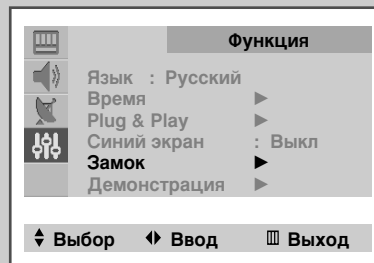 Функция
Язык : Русский
Время ►
Plug & Play ►
Синий экран : Выкл
Замок ►
Демонстрация ►
Выбор Ввод Выход